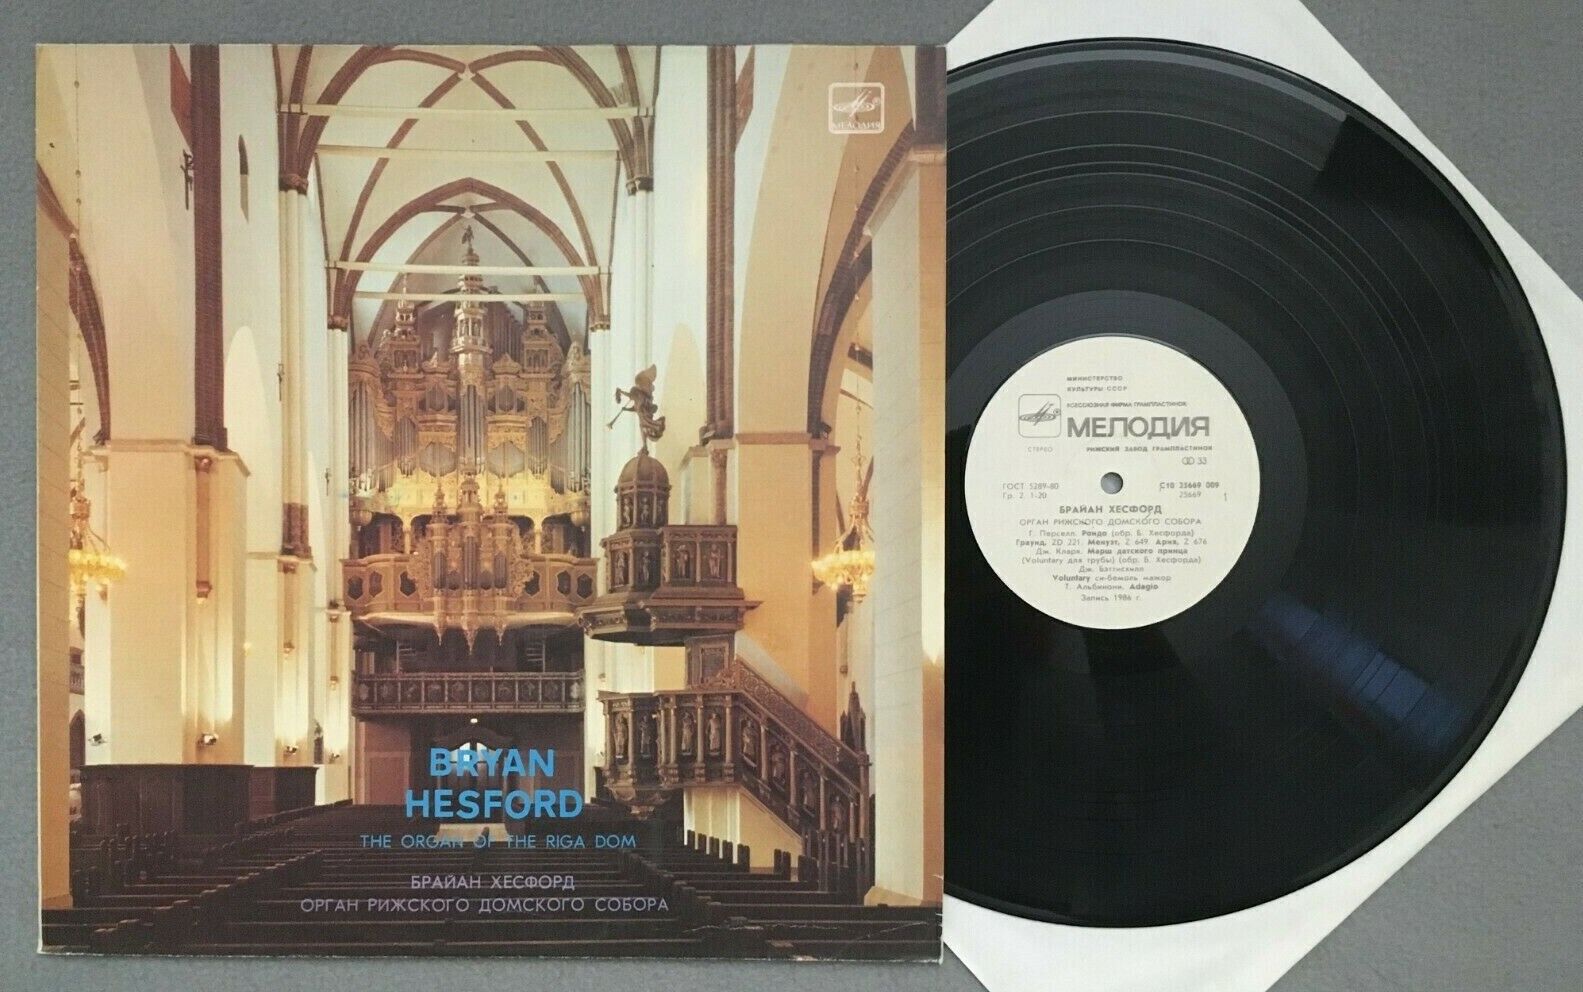 МЕЛОДИЯ
BRYAN
HESFORD
THE ORGAN OF THE RIGA DOM
БРАЙАН ХЕСФОРД
ОРГАН РИЖСКОГО ДОМСКОГО СОБОРА
МИНИСТЕРСТВО
КУЛЬТУРЫ СССР
ВСЕСОЮЗНАЯ ФИРМА ГРАМПЛАСТИНОК
МЕЛОДИЯ
СТЕРЕО РИЖСКИЙ ЗАВОД ГРАМПЛАСТИНОК
33
ГОСТ 5289-80 С10 25669 009
Гр. 2. 1-20 25669 1
БРАЙАН ХЕСФОРД
ОРГАН РИЖСКОГО ДОМСКОГО СОБОРА
Г. Перселл. Рондо (обр. Б. Хесфорда)
Граунд, ZD 221. Менуэт, Z 649. Ария, Z 676
Дж. Кларк. Марш датского принца
(Voluntary для трубы) (обр. Б. Хесфорда)
Дж. Бэттисхилл
Voluntary си-бемоль мажор
Т. Альбинони. Adagio
Запись 1986 г.